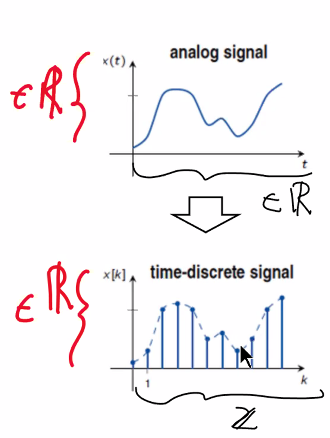 analog signal
x(t)
∈ ℝ
t
∈ ℝ
time-discrete signal
x[k]
∈ ℝ
1
k
ℤ